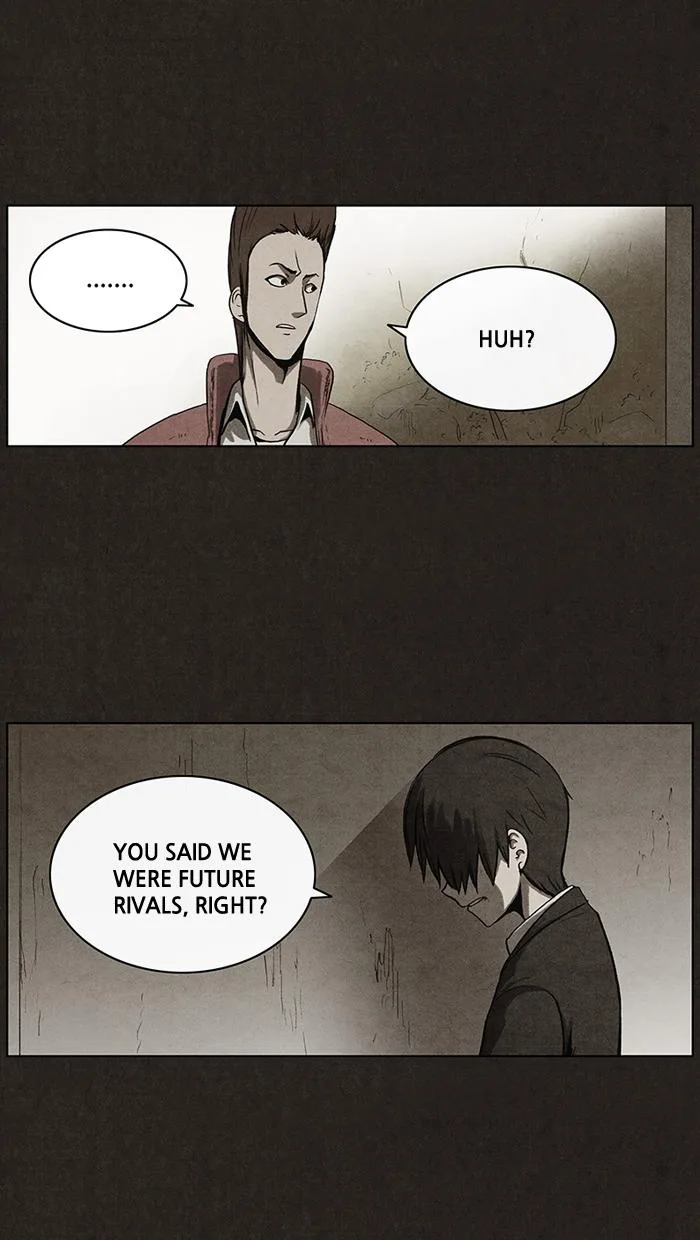 .......
HUH?
YOU SAID WE
WERE FUTURE
RIVALS, RIGHT?